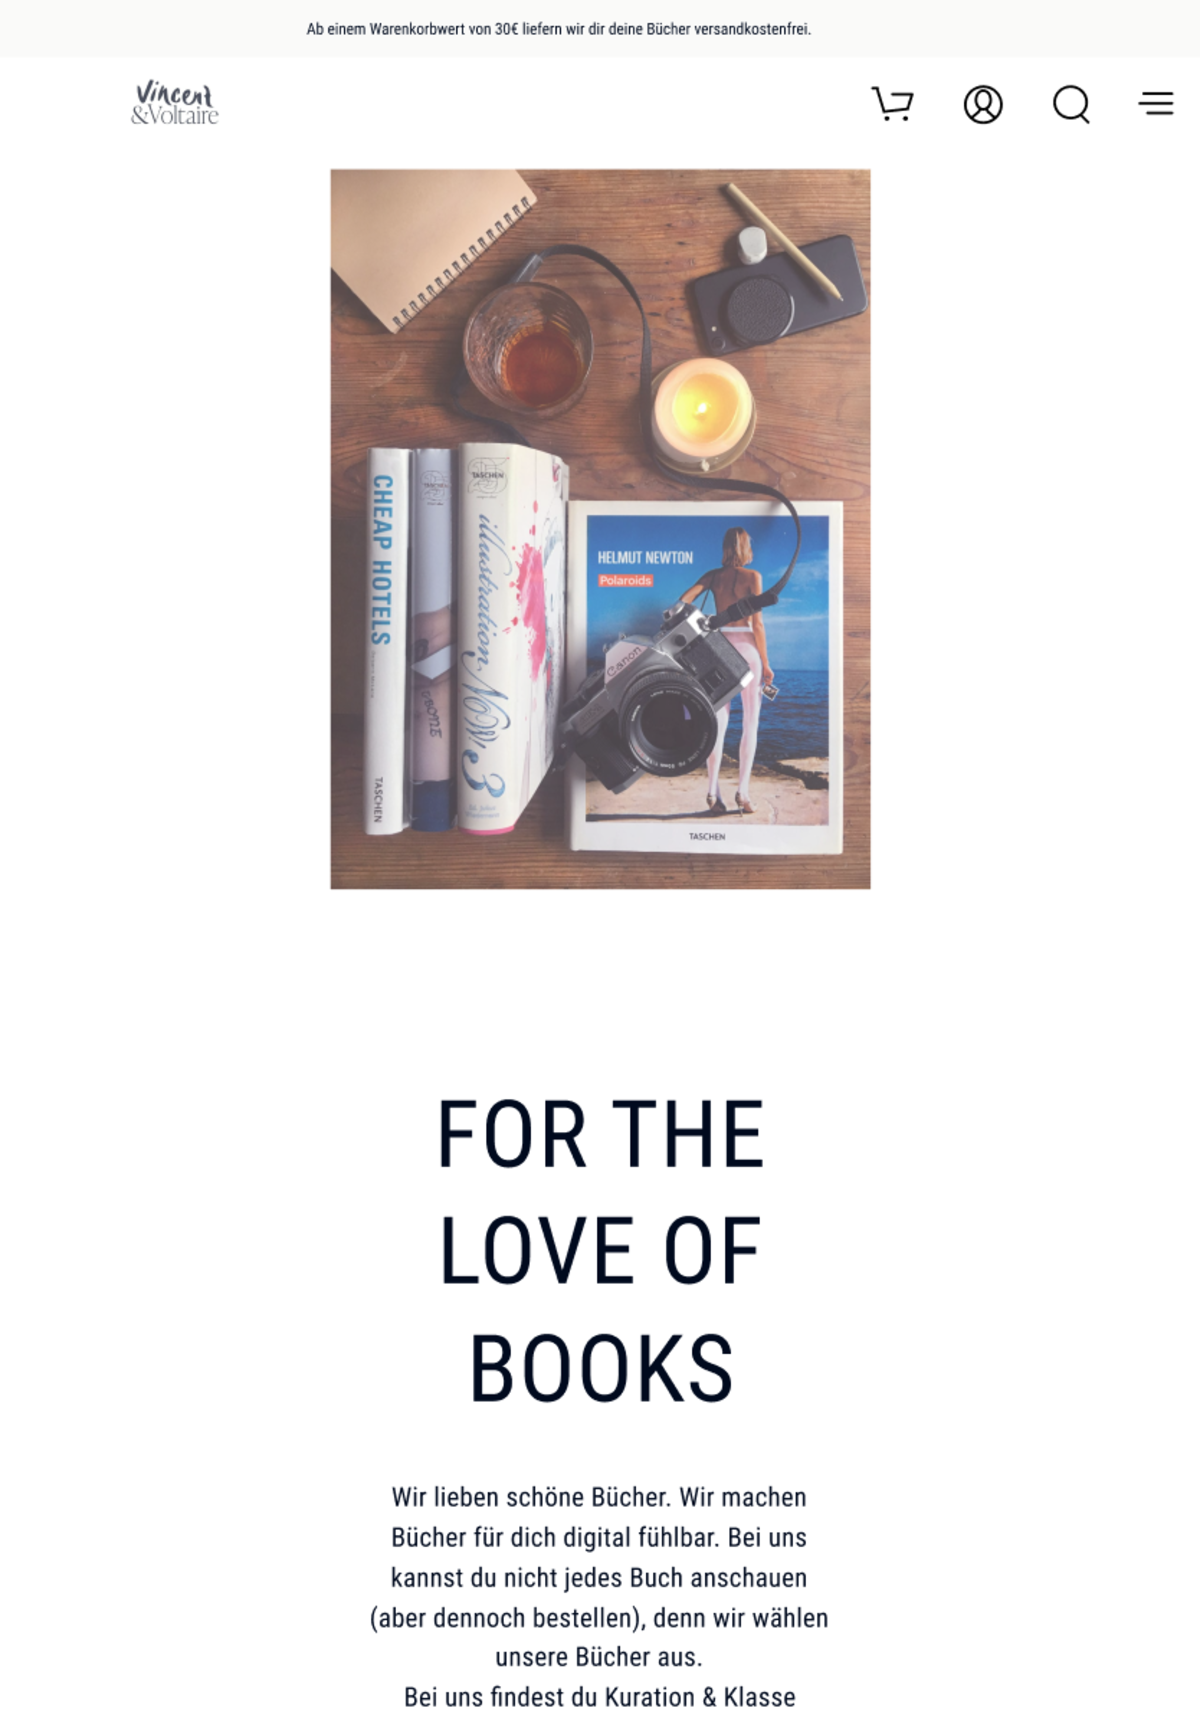 Ab einem Warenkorbwert von 30€ liefern wir dir deine Bücher versandkostenfrei.
Vincent
&Voltaire
CHEAP HOTELS
TASCHEN
TASCHEN
TASCHEN
illustration Now! 3
HELMUT NEWTON
Polaroids
Canon
TASCHEN
FOR THE
LOVE OF
BOOKS
Wir lieben schöne Bücher. Wir machen
Bücher für dich digital fühlbar. Bei uns
kannst du nicht jedes Buch anschauen
(aber dennoch bestellen), denn wir wählen
unsere Bücher aus.
Bei uns findest du Kuration & Klasse